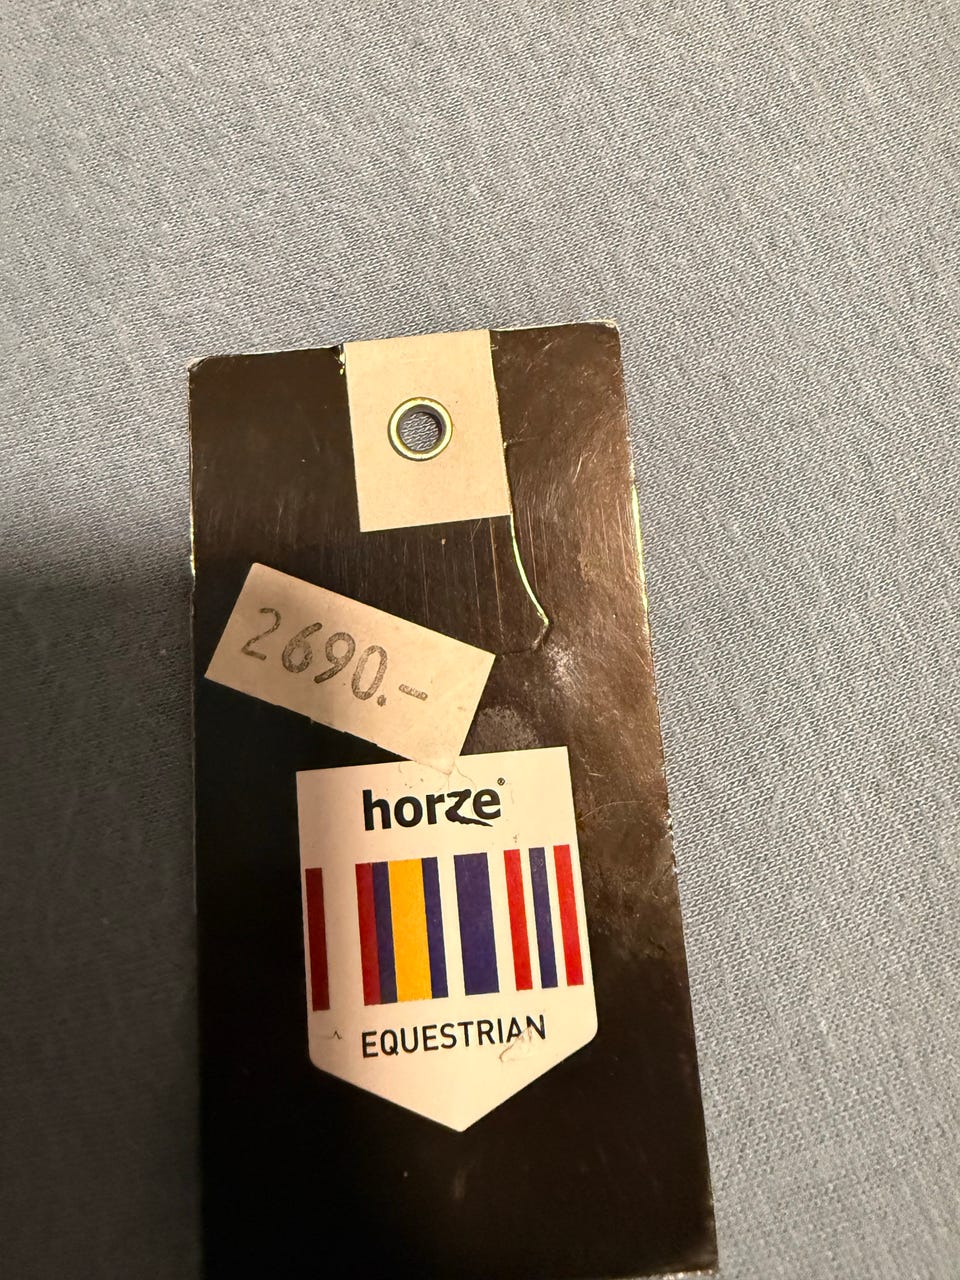 2690.-
horze®
EQUESTRIAN